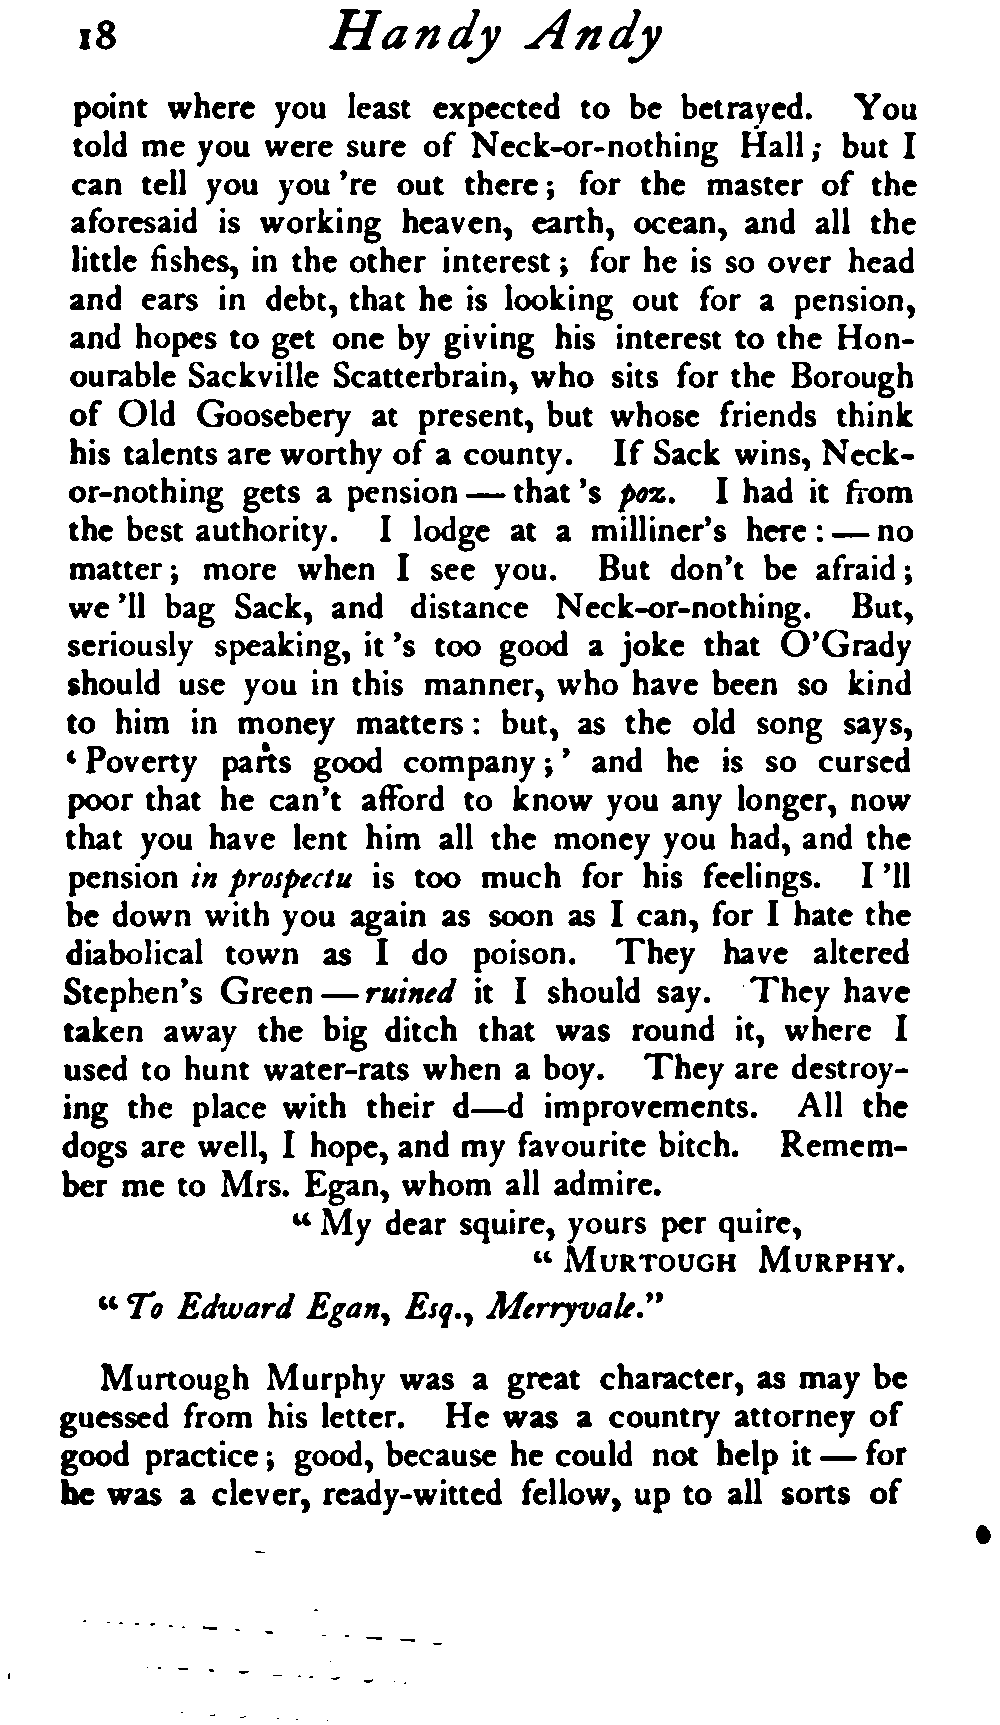 18 Handy Andy
point where you least expected to be betrayed. You
told me you were sure of Neck-or-nothing Hall; but I
can tell you you 're out there; for the master of the
aforesaid is working heaven, earth, ocean, and all the
little fishes, in the other interest; for he is so over head
and ears in debt, that he is looking out for a pension,
and hopes to get one by giving his interest to the Hon-
ourable Sackville Scatterbrain, who sits for the Borough
of Old Goosebery at present, but whose friends think
his talents are worthy of a county. If Sack wins, Neck-
or-nothing gets a pension — that 's poz. I had it from
the best authority. I lodge at a milliner's here: — no
matter; more when I see you. But don't be afraid;
we 'll bag Sack, and distance Neck-or-nothing. But,
seriously speaking, it 's too good a joke that O'Grady
should use you in this manner, who have been so kind
to him in money matters: but, as the old song says,
‘Poverty parts good company;’ and he is so cursed
poor that he can't afford to know you any longer, now
that you have lent him all the money you had, and the
pension in prospectu is too much for his feelings. I 'll
be down with you again as soon as I can, for I hate the
diabolical town as I do poison. They have altered
Stephen's Green — ruined it I should say. They have
taken away the big ditch that was round it, where I
used to hunt water-rats when a boy. They are destroy-
ing the place with their d—d improvements. All the
dogs are well, I hope, and my favourite bitch. Remem-
ber me to Mrs. Egan, whom all admire.
“My dear squire, yours per quire,
“MURTOUGH MURPHY.
“To Edward Egan, Esq., Merryvale.”
Murtough Murphy was a great character, as may be
guessed from his letter. He was a country attorney of
good practice; good, because he could not help it — for
he was a clever, ready-witted fellow, up to all sorts of